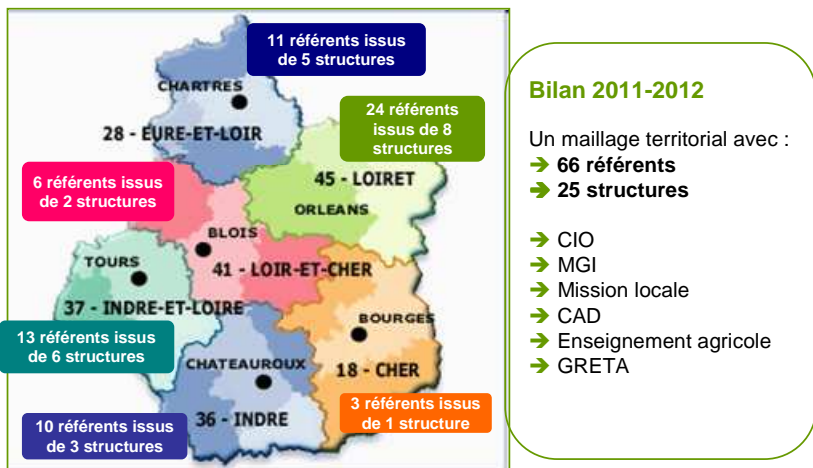 11 référents issus
de 5 structures
CHARTRES
28 - EURE-ET-LOIR
24 référents
issus de 8
structures
6 référents issus
de 2 structures
45 - LOIRET
ORLEANS
BLOIS
41 - LOIR-ET-CHER
TOURS
37 - INDRE-ET-LOIRE
BOURGES
13 référents issus
de 6 structures
CHATEAUROUX
18 - CHER
36 - INDRE
3 référents issus
de 1 structure
10 référents issus
de 3 structures
Bilan 2011-2012
Un maillage territorial avec :
➔ 66 référents
➔ 25 structures
➔ CIO
➔ MGI
➔ Mission locale
➔ CAD
➔ Enseignement agricole
➔ GRETA